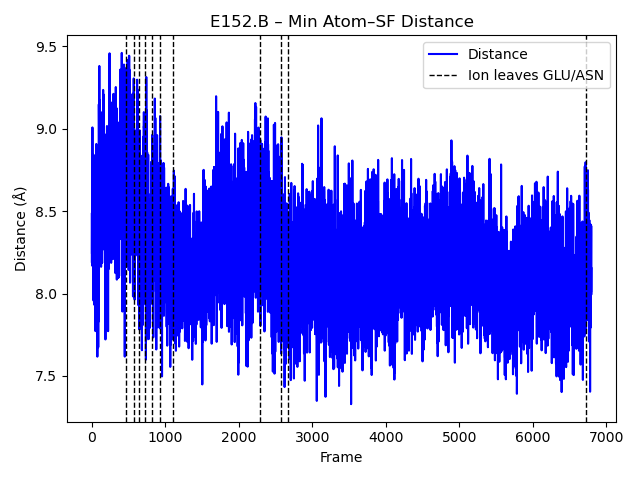 E152.B – Min Atom–SF Distance
Distance
Ion leaves GLU/ASN
9.5
9.0
8.5
8.0
7.5
Distance (Å)
0 1000 2000 3000 4000 5000 6000 7000
Frame